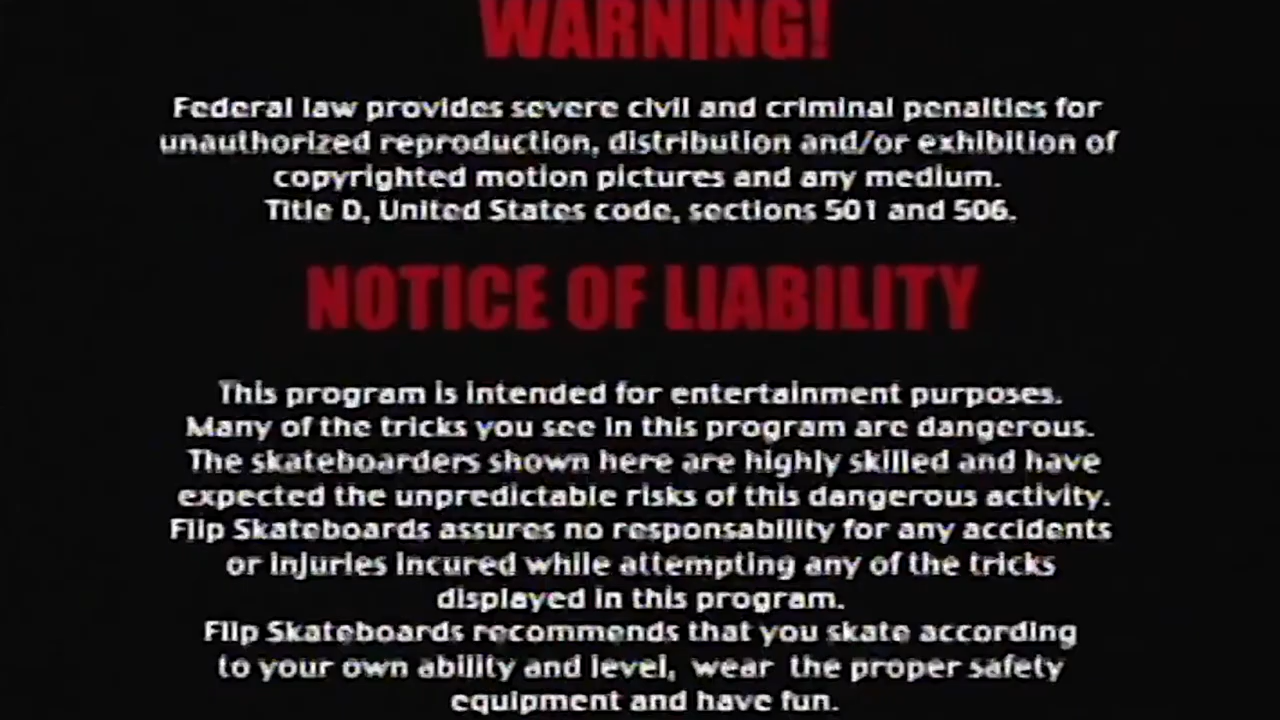 WARNING!
Federal law provides severe civil and criminal penalties for
unauthorized reproduction, distribution and/or exhibition of
copyrighted motion pictures and any medium.
Title D, United States code, sections 501 and 506.
NOTICE OF LIABILITY
This program is intended for entertainment purposes.
Many of the tricks you see in this program are dangerous.
The skateboarders shown here are highly skilled and have
expected the unpredictable risks of this dangerous activity.
Flip Skateboards assures no responsability for any accidents
or injuries incured while attempting any of the tricks
displayed in this program.
Flip Skateboards recommends that you skate according
to your own ability and level, wear the proper safety
equipment and have fun.